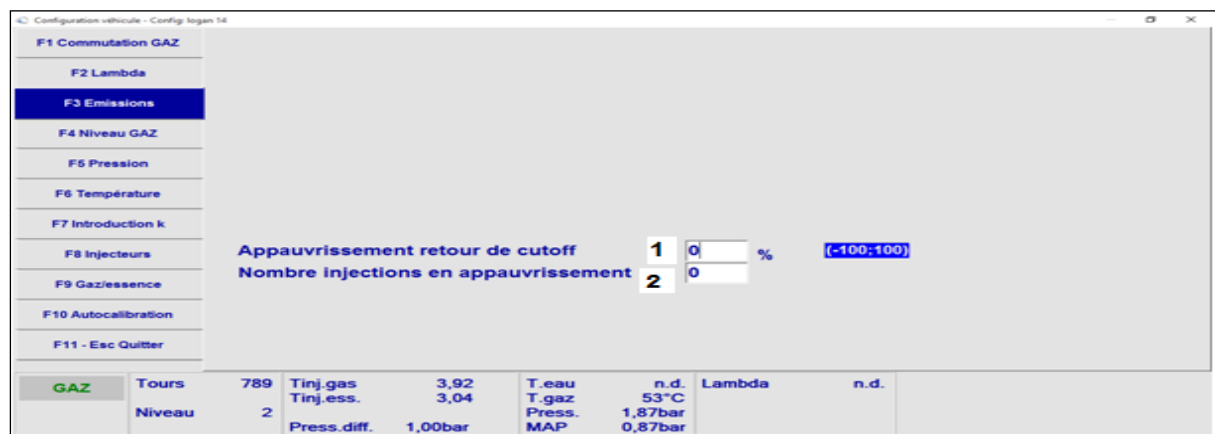 Configuration véhicule - Config: logan 14
F1 Commutation GAZ
F2 Lambda
F3 Emissions
F4 Niveau GAZ
F5 Pression
F6 Température
F7 Introduction k
F8 Injecteurs
F9 Gaz/essence
F10 Autocalibration
F11 - Esc Quitter
Appauvrissement retour de cutoff 1 0 % (-100;100)
Nombre injections en appauvrissement 2 0
GAZ
Tours 789
Niveau 2
Tinj.gas 3,92
Tinj.ess. 3,04
Press.diff. 1,00bar
T.eau n.d.
T.gaz 53°C
Press. 1,87bar
MAP 0,87bar
Lambda n.d.